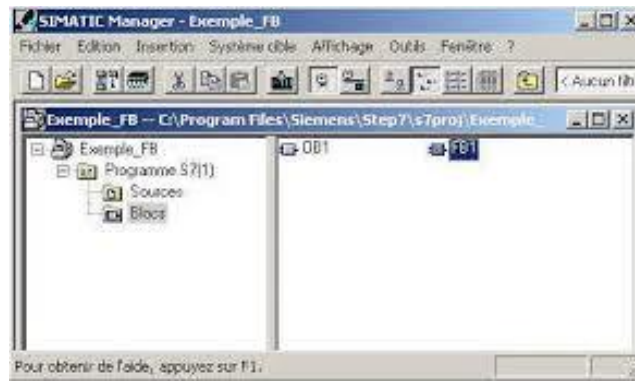 SIMATIC Manager - Exemple_FB
Fichier Edition Insertion Système cible Affichage Outils Fenêtre ?
< Aucun filt
Exemple_FB -- C:\Program Files\Siemens\Step7\s7proj\Exemple_
Exemple_FB
OB1
FB1
Programme S7(1)
Sources
Blocs
Pour obtenir de l'aide, appuyez sur F1.